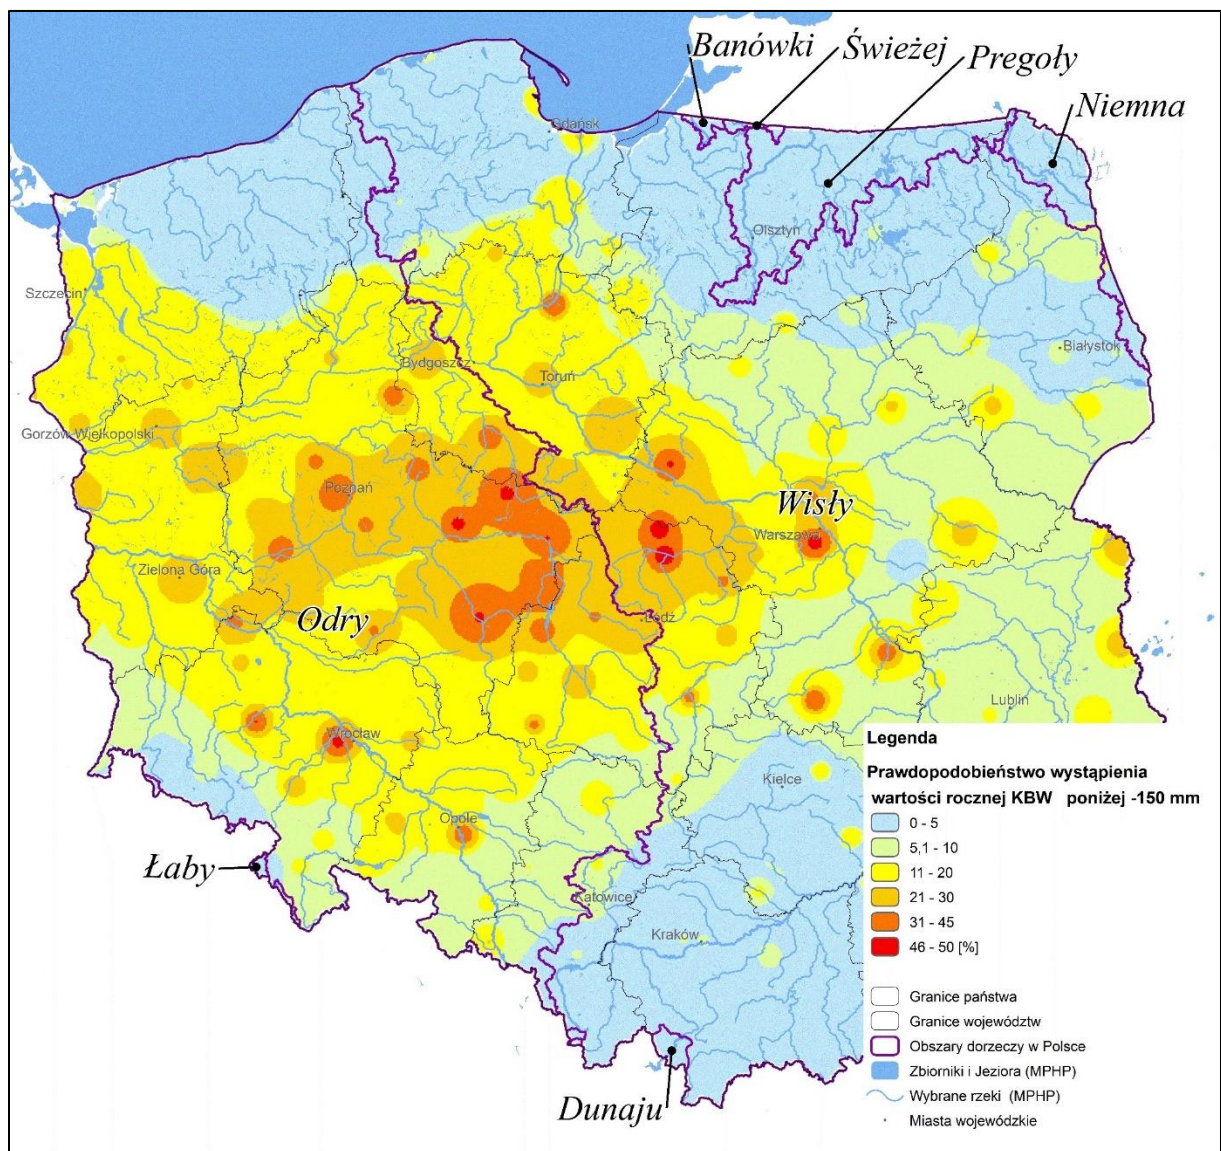 Banówki
Świeżej
Pregoły
Niemna
Gdańsk
Olsztyn
Szczecin
Białystok
Bydgoszcz
Toruń
Gorzów-Wielkopolski
Poznań
Wisły
Warszawa
Zielona Góra
Odry
Łódź
Lublin
Wrocław
Kielce
Opole
Łaby
Katowice
Kraków
Dunaju
Legenda
Prawdopodobieństwo wystąpienia
wartości rocznej KBW poniżej -150 mm
0 - 5
5,1 - 10
11 - 20
21 - 30
31 - 45
46 - 50 [%]
Granice państwa
Granice województw
Obszary dorzeczy w Polsce
Zbiorniki i Jeziora (MPHP)
Wybrane rzeki (MPHP)
Miasta wojewódzkie